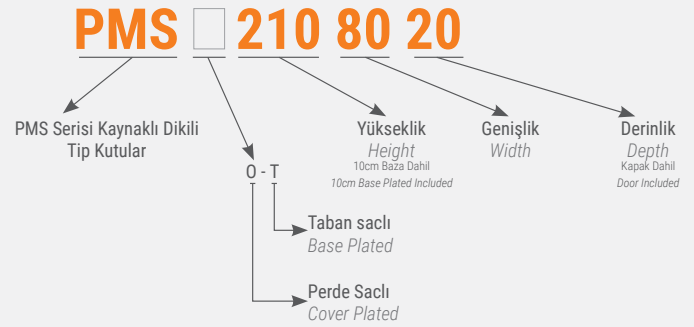 PMS 210 80 20
PMS Serisi Kaynaklı Dikili
Tip Kutular
Yükseklik
Height
10cm Baza Dahil
10cm Base Plated Included
Genişlik
Width
Derinlik
Depth
Kapak Dahil
Door Included
O - T
Taban saclı
Base Plated
Perde Saclı
Cover Plated